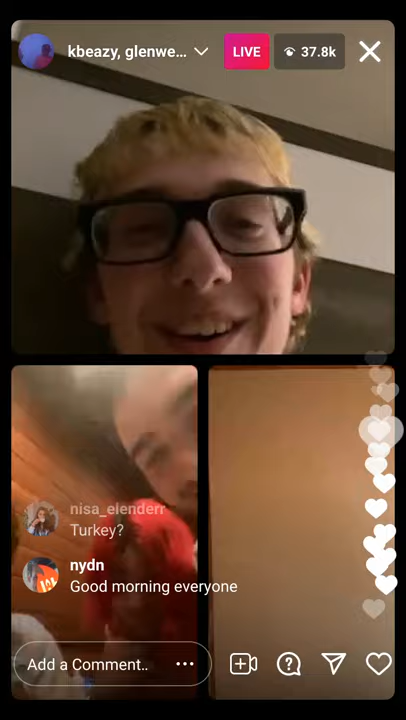 kbeazy, glenwe... LIVE 37.8k
nisa_elenderr
Turkey?
nydn
Good morning everyone
Add a Comment..